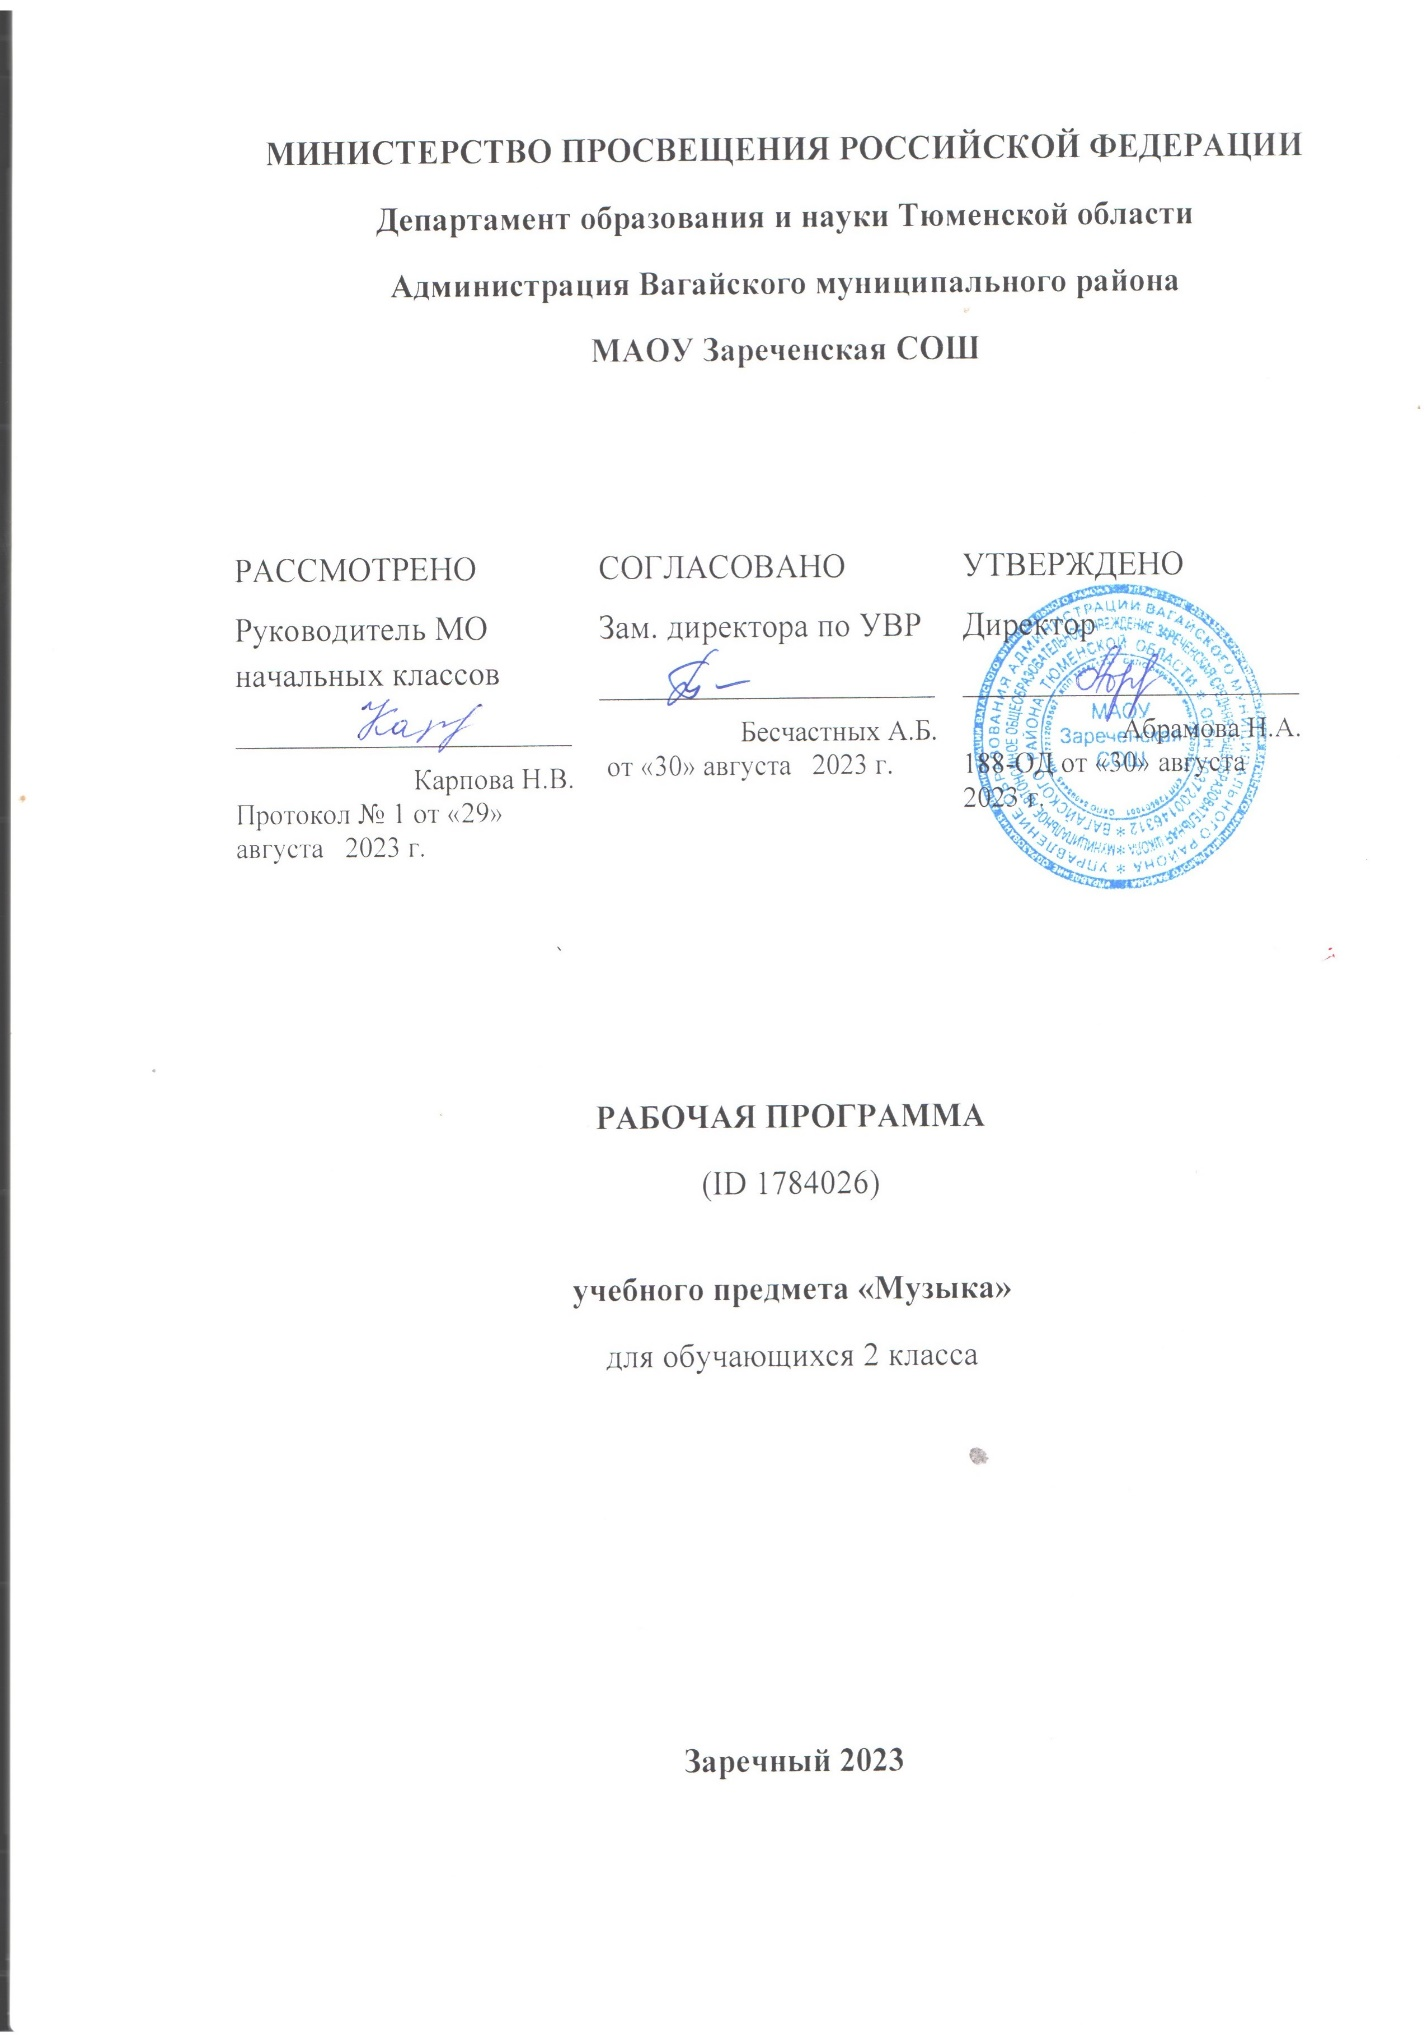 МИНИСТЕРСТВО ПРОСВЕЩЕНИЯ РОССИЙСКОЙ ФЕДЕРАЦИИ
Департамент образования и науки Тюменской области
Администрация Вагайского муниципального района
МАОУ Зареченская СОШ
РАССМОТРЕНО
Руководитель МО
начальных классов
Карпова Н.В.
Протокол № 1 от «29»
августа 2023 г.
СОГЛАСОВАНО
Зам. директора по УВР
Бесчастных А.Б.
от «30» августа 2023 г.
УТВЕРЖДЕНО
Директор
Абрамова Н.А.
188-ОД от «30» августа
2023 г.
МАОУ
Зареченская
СОШ
РАБОЧАЯ ПРОГРАММА
(ID 1784026)
учебного предмета «Музыка»
для обучающихся 2 класса
Заречный 2023